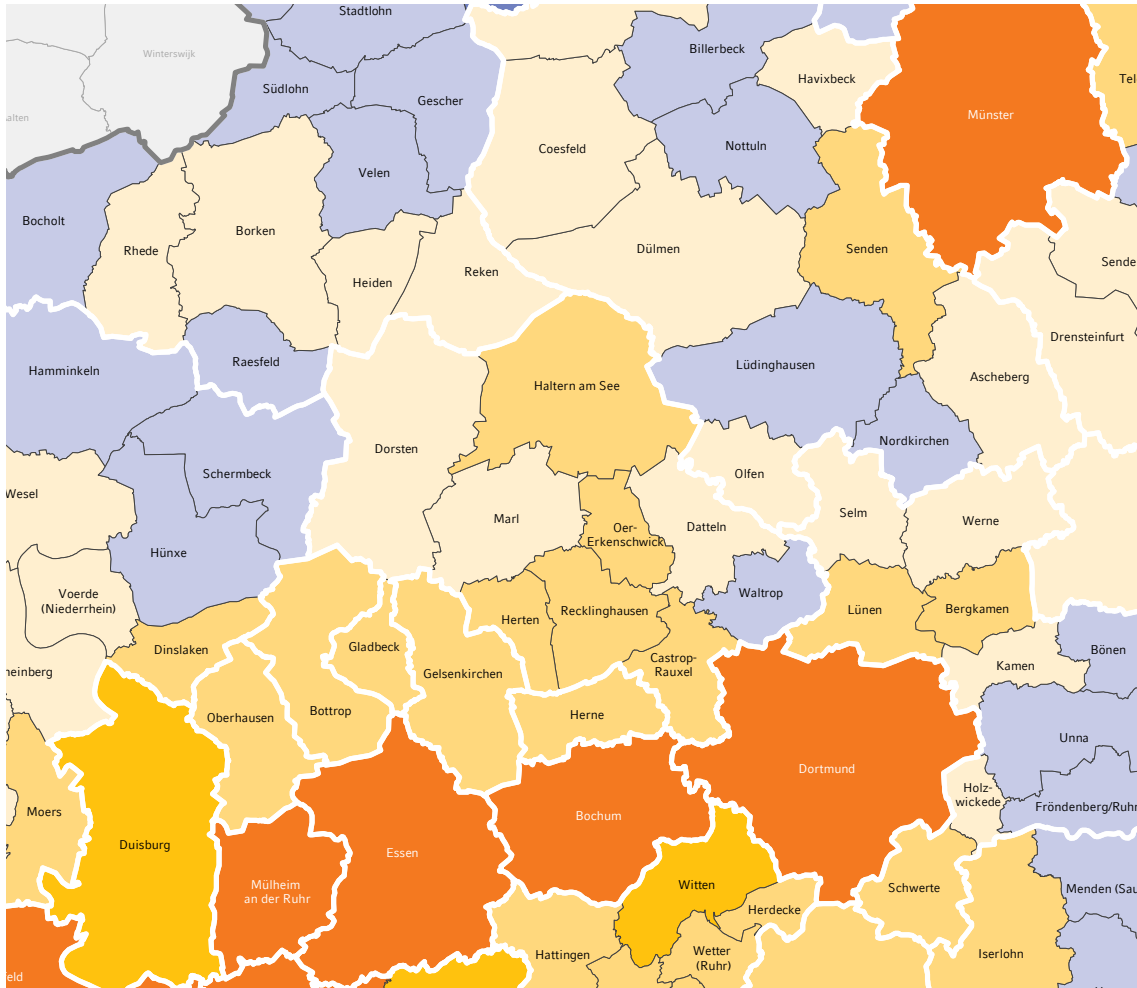 Stadtlohn
Winterswijk
Billerbeck
Havixbeck
Tel
Südlohn
Gescher
Münster
Coesfeld
Nottuln
Velen
Bocholt
Rhede
Borken
Heiden
Reken
Dülmen
Senden
Sende
Drensteinfurt
Hamminkeln
Raesfeld
Haltern am See
Lüdinghausen
Ascheberg
Nordkirchen
Dorsten
Schermbeck
Olfen
Wesel
Marl
Oer-
Erkenschwick
Datteln
Selm
Werne
Hünxe
Voerde
(Niederrhein)
Waltrop
Lünen
Bergkamen
Herten
Recklinghausen
Dinslaken
Gladbeck
Gelsenkirchen
Castrop-
Rauxel
Kamen
Bönen
heinberg
Oberhausen
Bottrop
Herne
Unna
Dortmund
Holz-
wickede
Fröndenberg/Ruhr
Moers
Duisburg
Essen
Bochum
Mülheim
an der Ruhr
Witten
Herdecke
Schwerte
Menden (Sau
Hattingen
Wetter
(Ruhr)
Iserlohn
eld